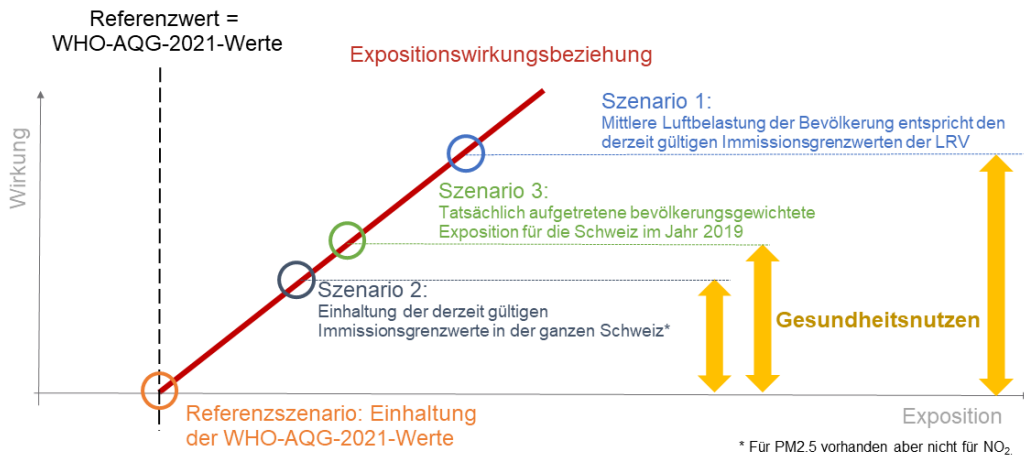 Referenzwert =
WHO-AQG-2021-Werte
Expositionswirkungsbeziehung
Wirkung
Szenario 1:
Mittlere Luftbelastung der Bevölkerung entspricht den
derzeit gültigen Immissionsgrenzwerten der LRV
Szenario 3:
Tatsächlich aufgetretene bevölkerungsgewichtete
Exposition für die Schweiz im Jahr 2019
Szenario 2:
Einhaltung der derzeit gültigen
Immissionsgrenzwerte in der ganzen Schweiz*
Gesundheitsnutzen
Referenzszenario: Einhaltung
der WHO-AQG-2021-Werte
Exposition
* Für PM2.5 vorhanden aber nicht für NO₂.